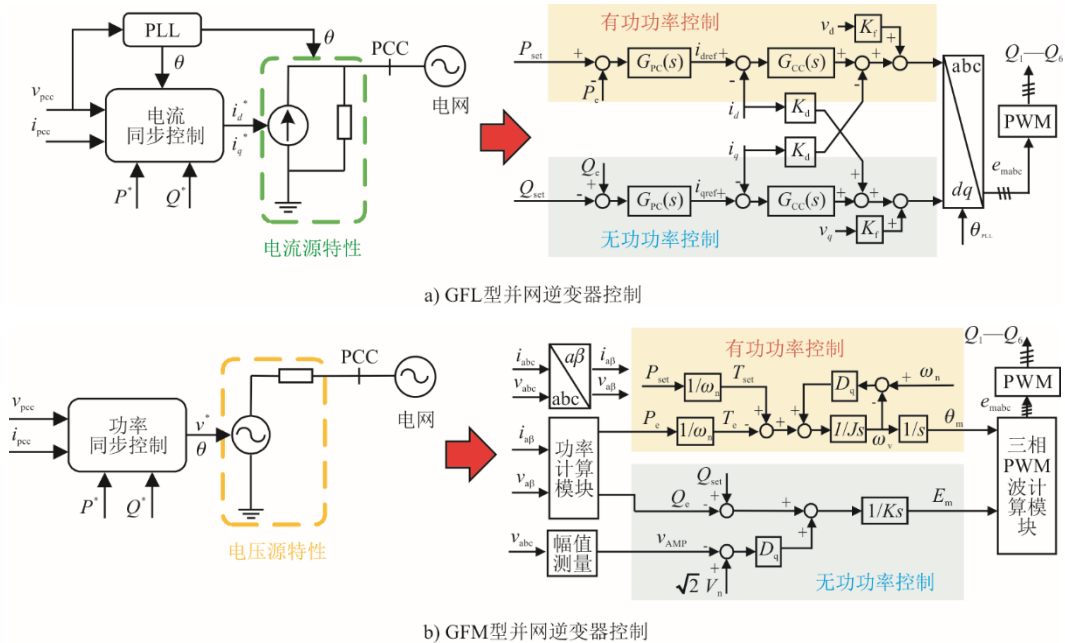 PLL
θ
θ
PCC
v_pcc
i_pcc
电流
同步控制
i_d^*
i_q^*
P^*
Q^*
电网
电流源特性
有功功率控制
v_d
K_f
P_set
+
-
P_e
G_PC(s)
i_dref
+
-
G_CC(s)
+
+
-
+
i_d
K_d
i_q
K_d
Q_e
Q_set
+
-
G_PC(s)
i_qref
+
-
G_CC(s)
+
+
+
+
v_q
K_f
无功功率控制
abc
dq
θ_PLL
Q_1—Q_6
PWM
e_mabc
a) GFL型并网逆变器控制
PCC
v_pcc
i_pcc
功率
同步控制
v^*
θ
P^*
Q^*
电网
电压源特性
i_abc
v_abc
aβ
abc
i_aβ
v_aβ
有功功率控制
P_set
1/ω_n
T_set
D_q
+
-
ω_n
P_e
1/ω_n
T_e
+
-
+
+
1/Js
ω_v
1/s
θ_m
i_aβ
v_aβ
功率
计算
模块
Q_set
Q_e
+
-
+
+
1/Ks
E_m
v_abc
幅值
测量
v_AMP
-
+
D_q
√2 V_n
无功功率控制
Q_1—Q_6
PWM
e_mabc
三相
PWM
波计
算模
块
b) GFM型并网逆变器控制